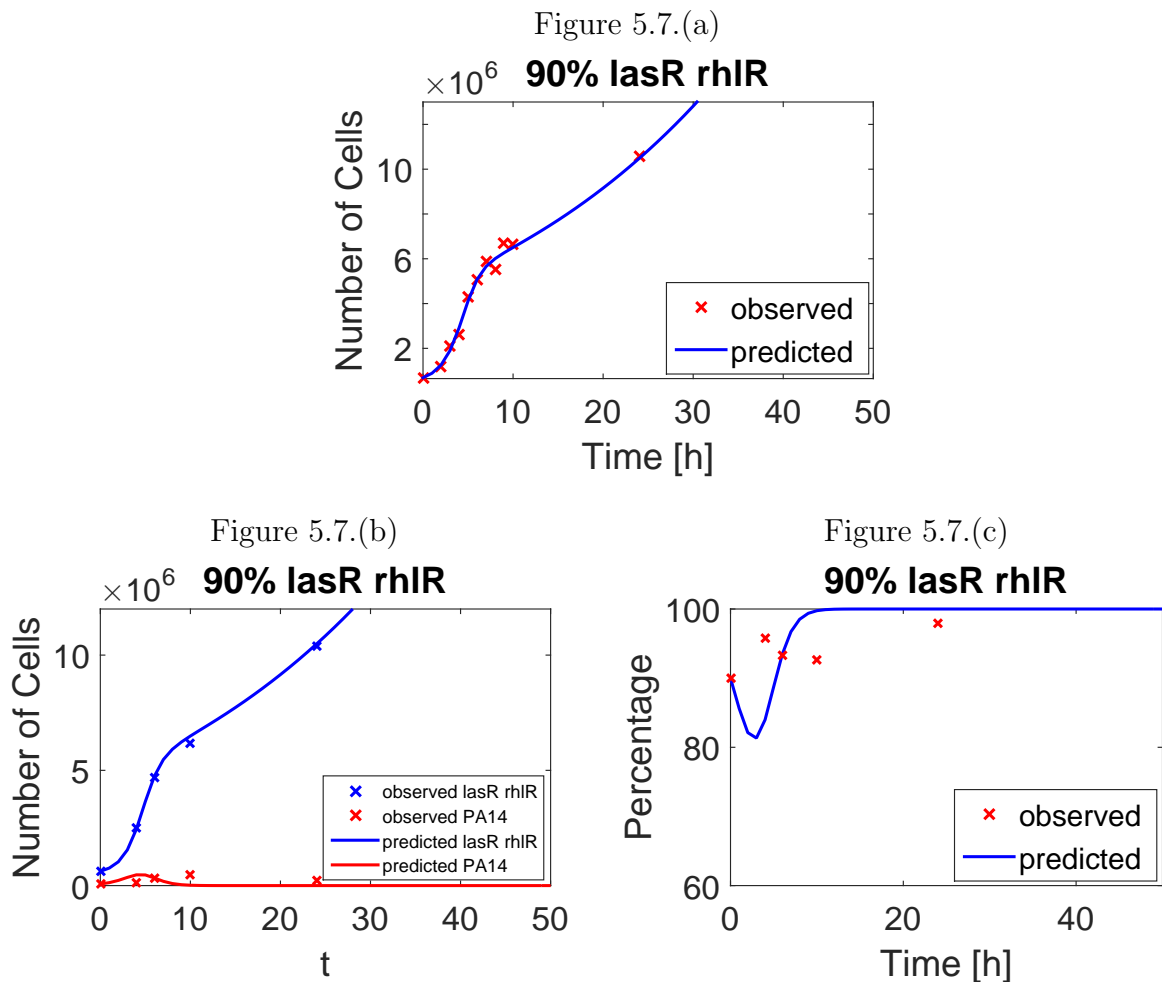 Figure 5.7.(a)
×10^6
90% lasR rhlR
Number of Cells
10
6
2
observed
predicted
0 10 20 30 40 50
Time [h]
Figure 5.7.(b)
×10^6
90% lasR rhlR
Number of Cells
10
5
0
observed lasR rhlR
observed PA14
predicted lasR rhlR
predicted PA14
0 10 20 30 40 50
t
Figure 5.7.(c)
90% lasR rhlR
Percentage
100
80
60
observed
predicted
0 20 40
Time [h]